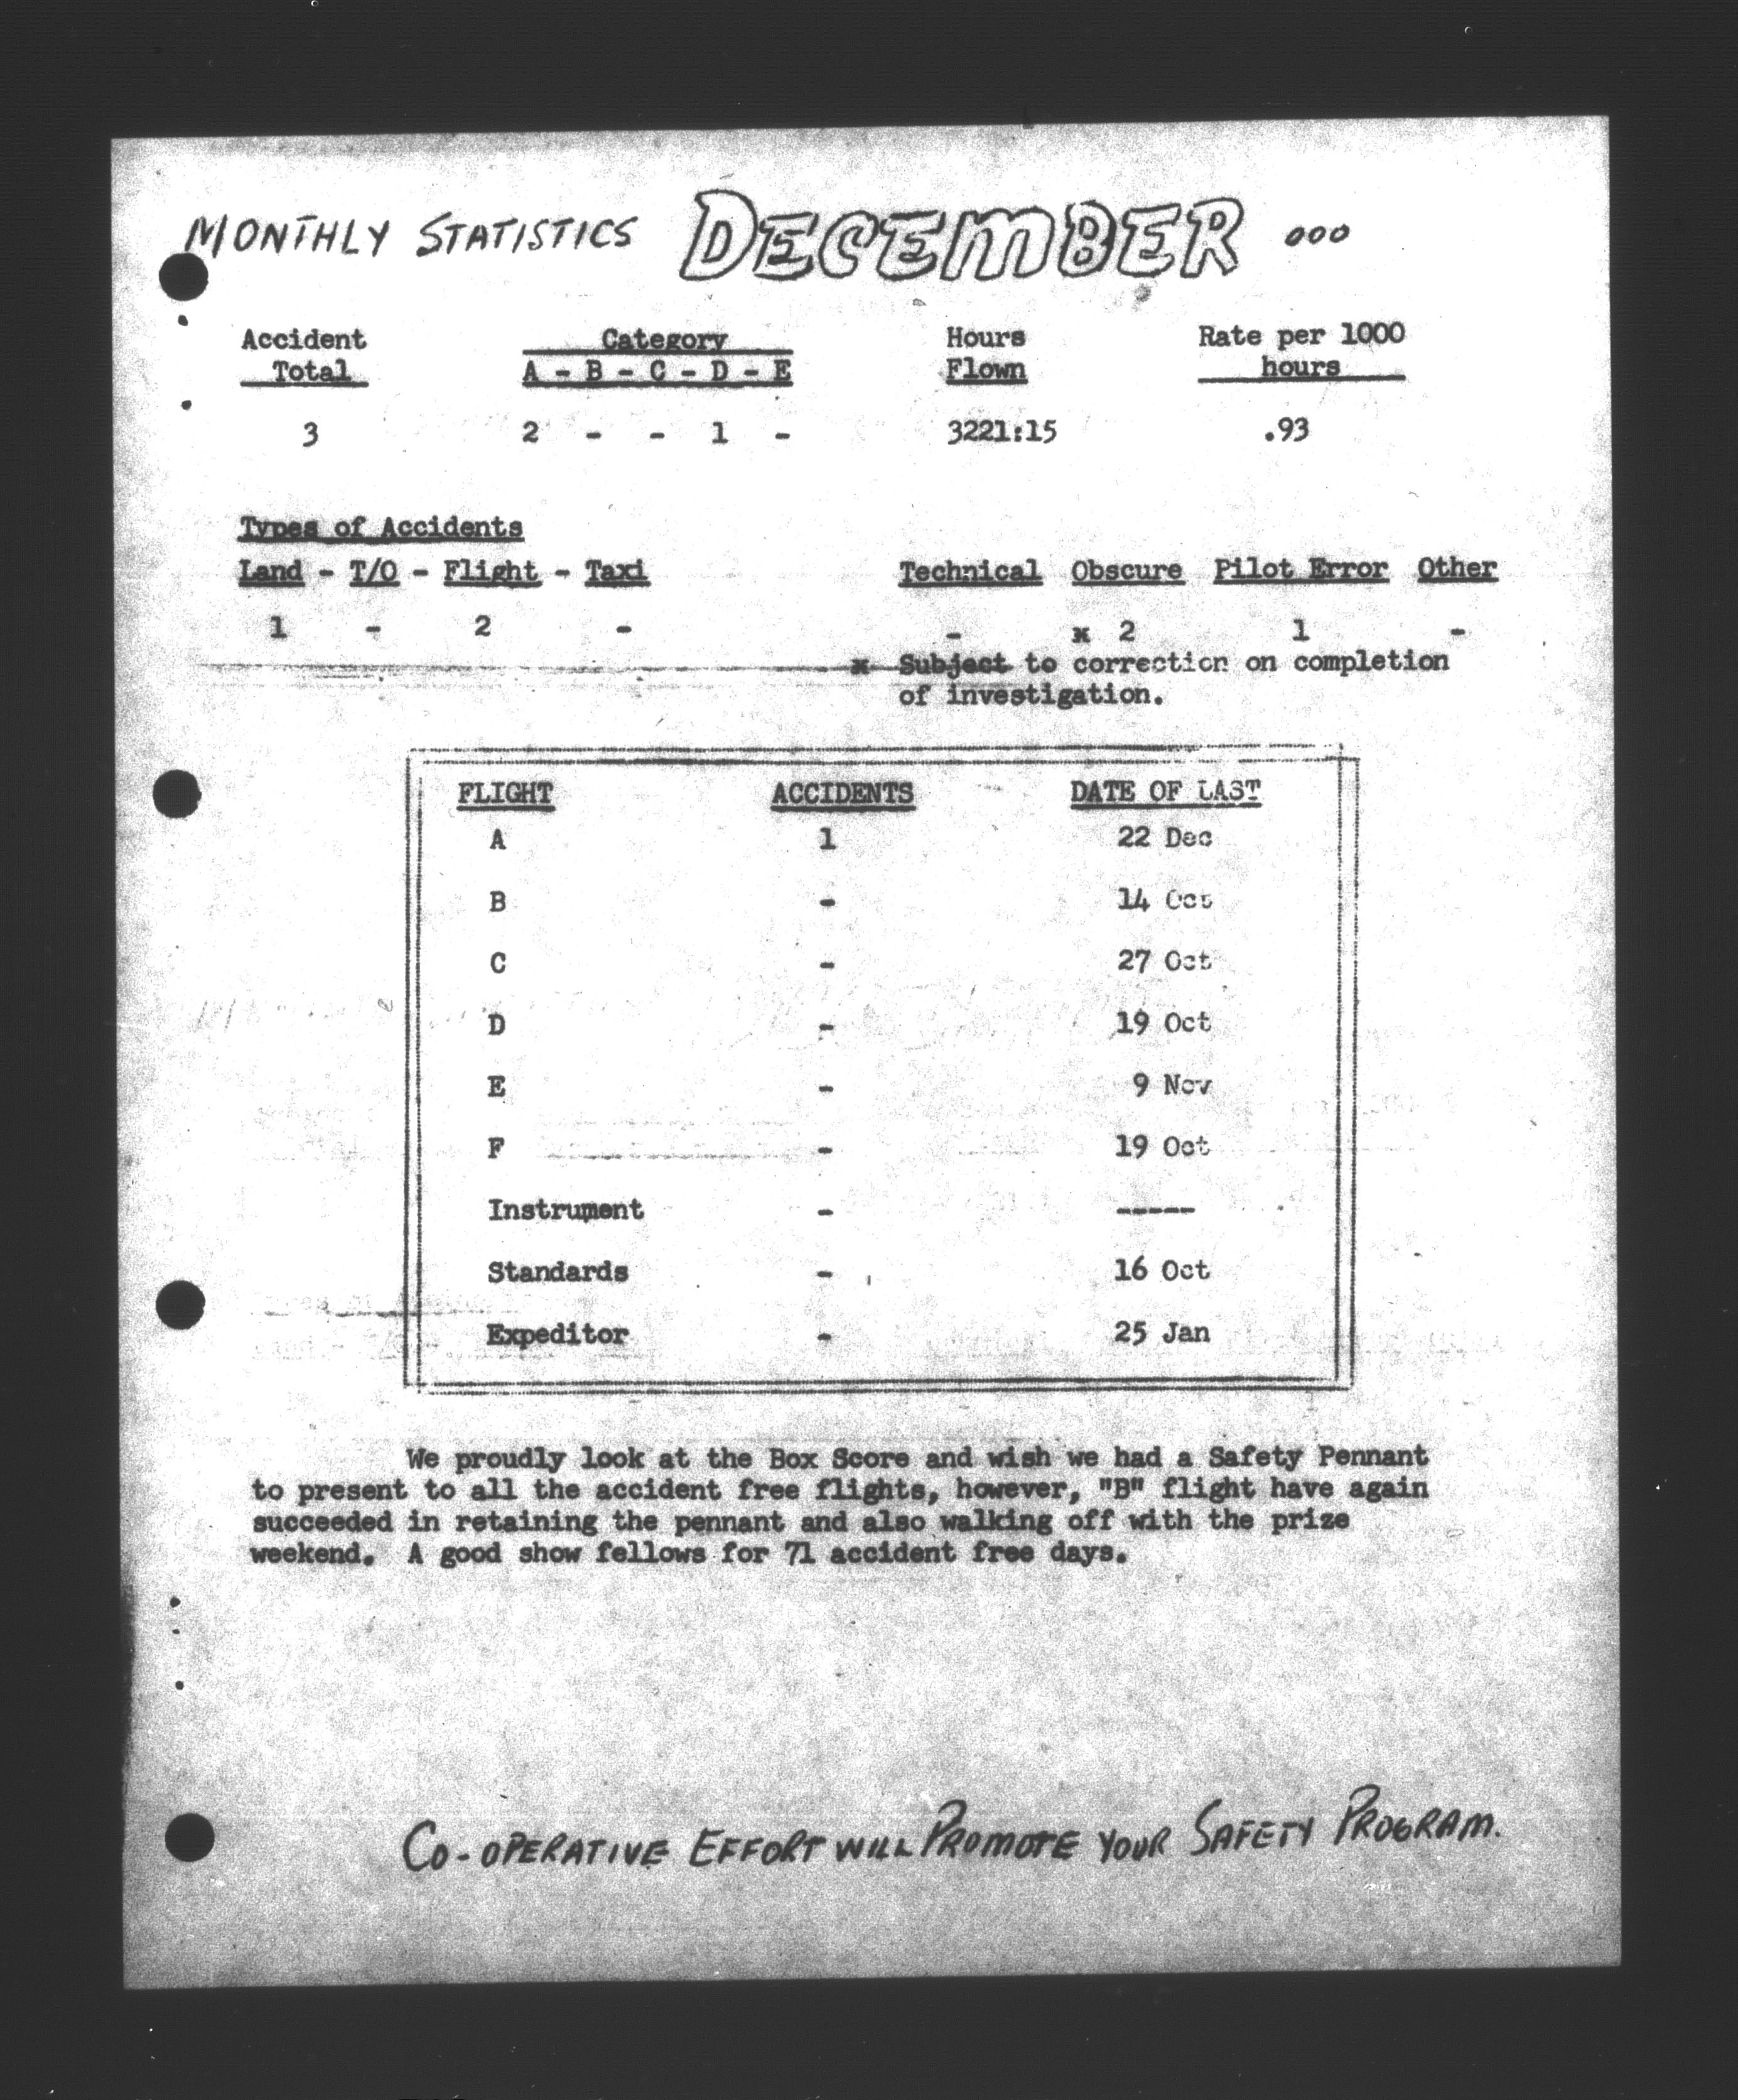 MONTHLY STATISTICS DECEMBER ...
Accident Category Hours Rate per 1000
Total A - B - C - D - E Flown hours
3 2 - - 1 - 3221:15 .93
Types of Accidents
Land - T/O - Flight - Taxi Technical Obscure Pilot Error Other
1 - 2 - - x 2 1 -
x Subject to correction on completion
of investigation.
FLIGHT ACCIDENTS DATE OF LAST
A 1 22 Dec
B - 14 Oct
C - 27 Oct
D - 19 Oct
E - 9 Nov
F - 19 Oct
Instrument - -----
Standards - 16 Oct
Expeditor - 25 Jan
We proudly look at the Box Score and wish we had a Safety Pennant
to present to all the accident free flights, however, "B" flight have again
succeeded in retaining the pennant and also walking off with the prize
weekend. A good show fellows for 71 accident free days.
CO-OPERATIVE EFFORT WILL PROMOTE YOUR SAFETY PROGRAM.